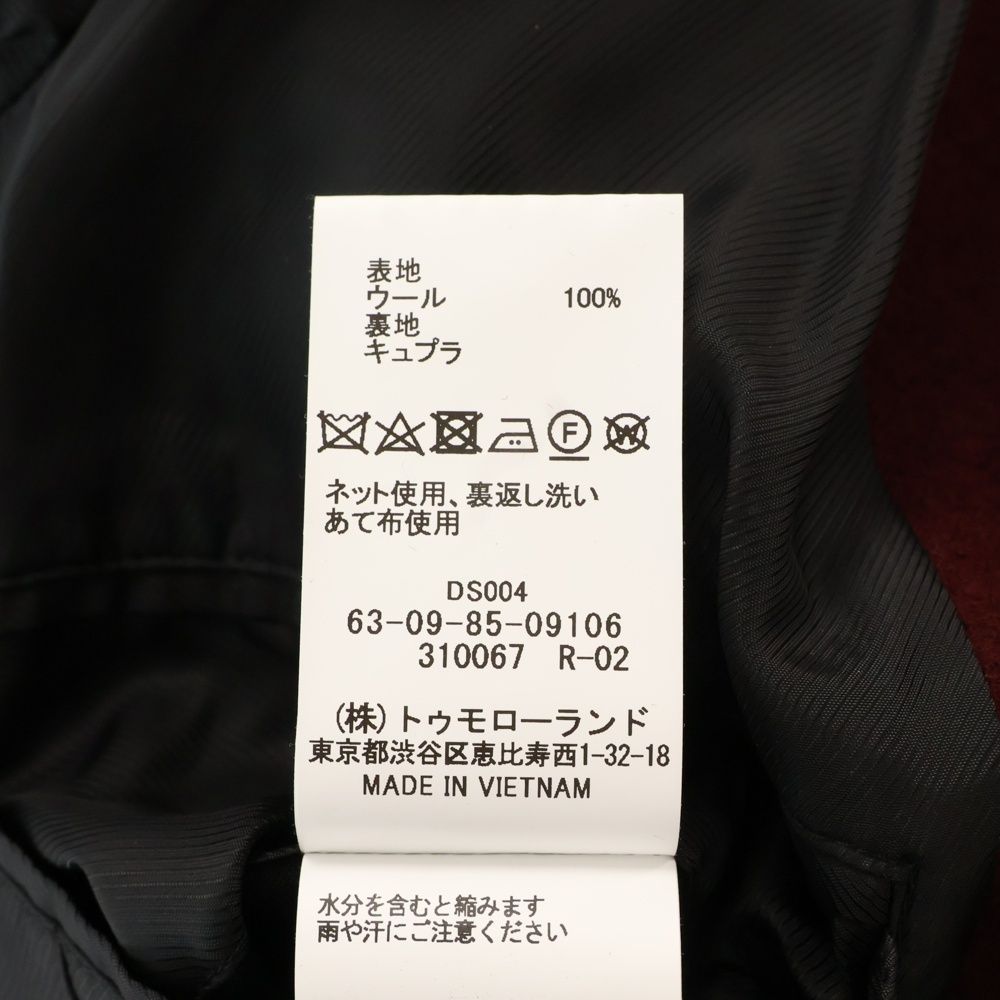 表地
ウール 100%
裏地
キュプラ
F W
ネット使用、裏返し洗い
あて布使用
DS004
63-09-85-09106
310067 R-02
(株)トゥモローランド
東京都渋谷区恵比寿西1-32-18
MADE IN VIETNAM
水分を含むと縮みます
雨や汗にご注意ください